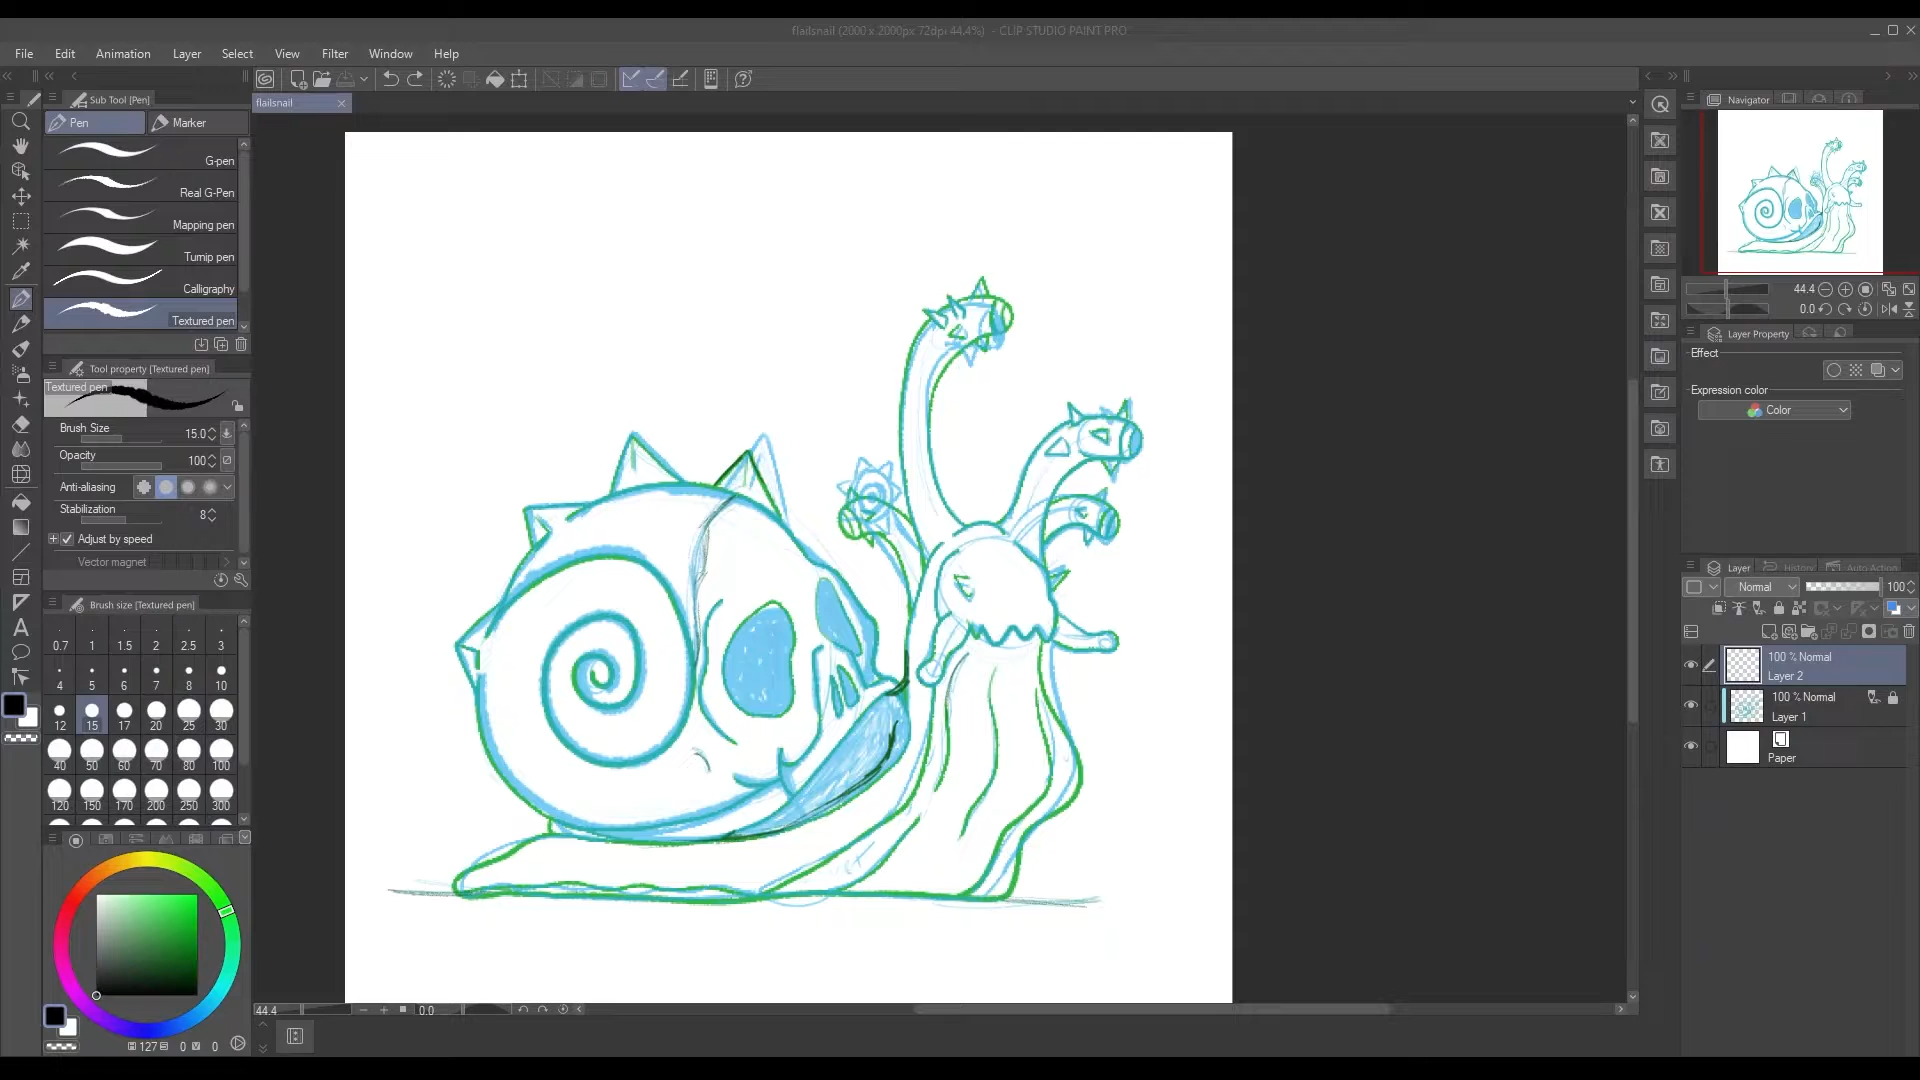 flailsnail (2000 x 2000px 72dpi 44.4%) - CLIP STUDIO PAINT PRO
File Edit Animation Layer Select View Filter Window Help
Sub Tool [Pen]
Pen Marker
G-pen
Real G-Pen
Mapping pen
Turnip pen
Calligraphy
Textured pen
Tool property [Textured pen]
Textured pen
Brush Size 15.0
Opacity 100
Anti-aliasing
Stabilization 8
Adjust by speed
Vector magnet
Brush size [Textured pen]
0.7 1 1.5 2 2.5 3
4 5 6 7 8 10
12 15 17 20 25 30
40 50 60 70 80 100
120 150 170 200 250 300
127 0 0
flailsnail
44.4 0.0
Navigator
44.4
0.0
Layer Property
Effect
Expression color
Color
Layer History Auto Action
Normal 100
100 % Normal
Layer 2
100 % Normal
Layer 1
Paper